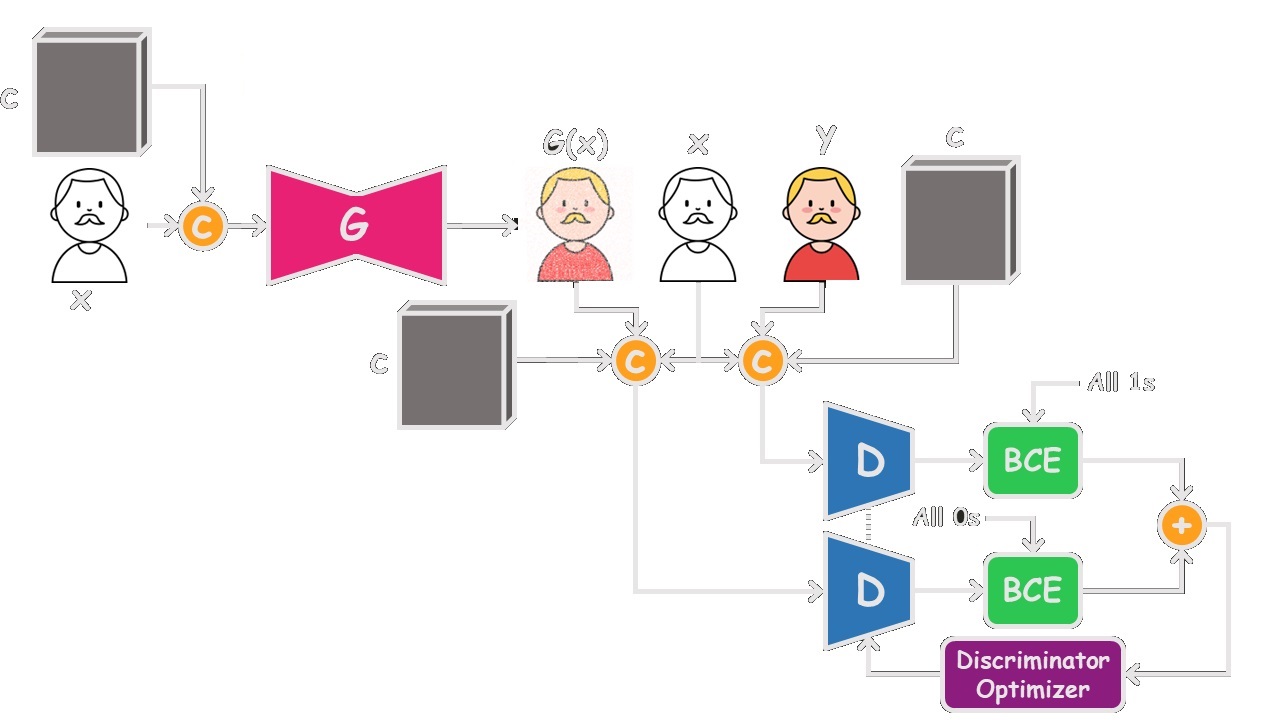 C
x
C
G
G(x)
x
y
C
C
C
C
All 1s
D
BCE
All 0s
+
D
BCE
Discriminator
Optimizer